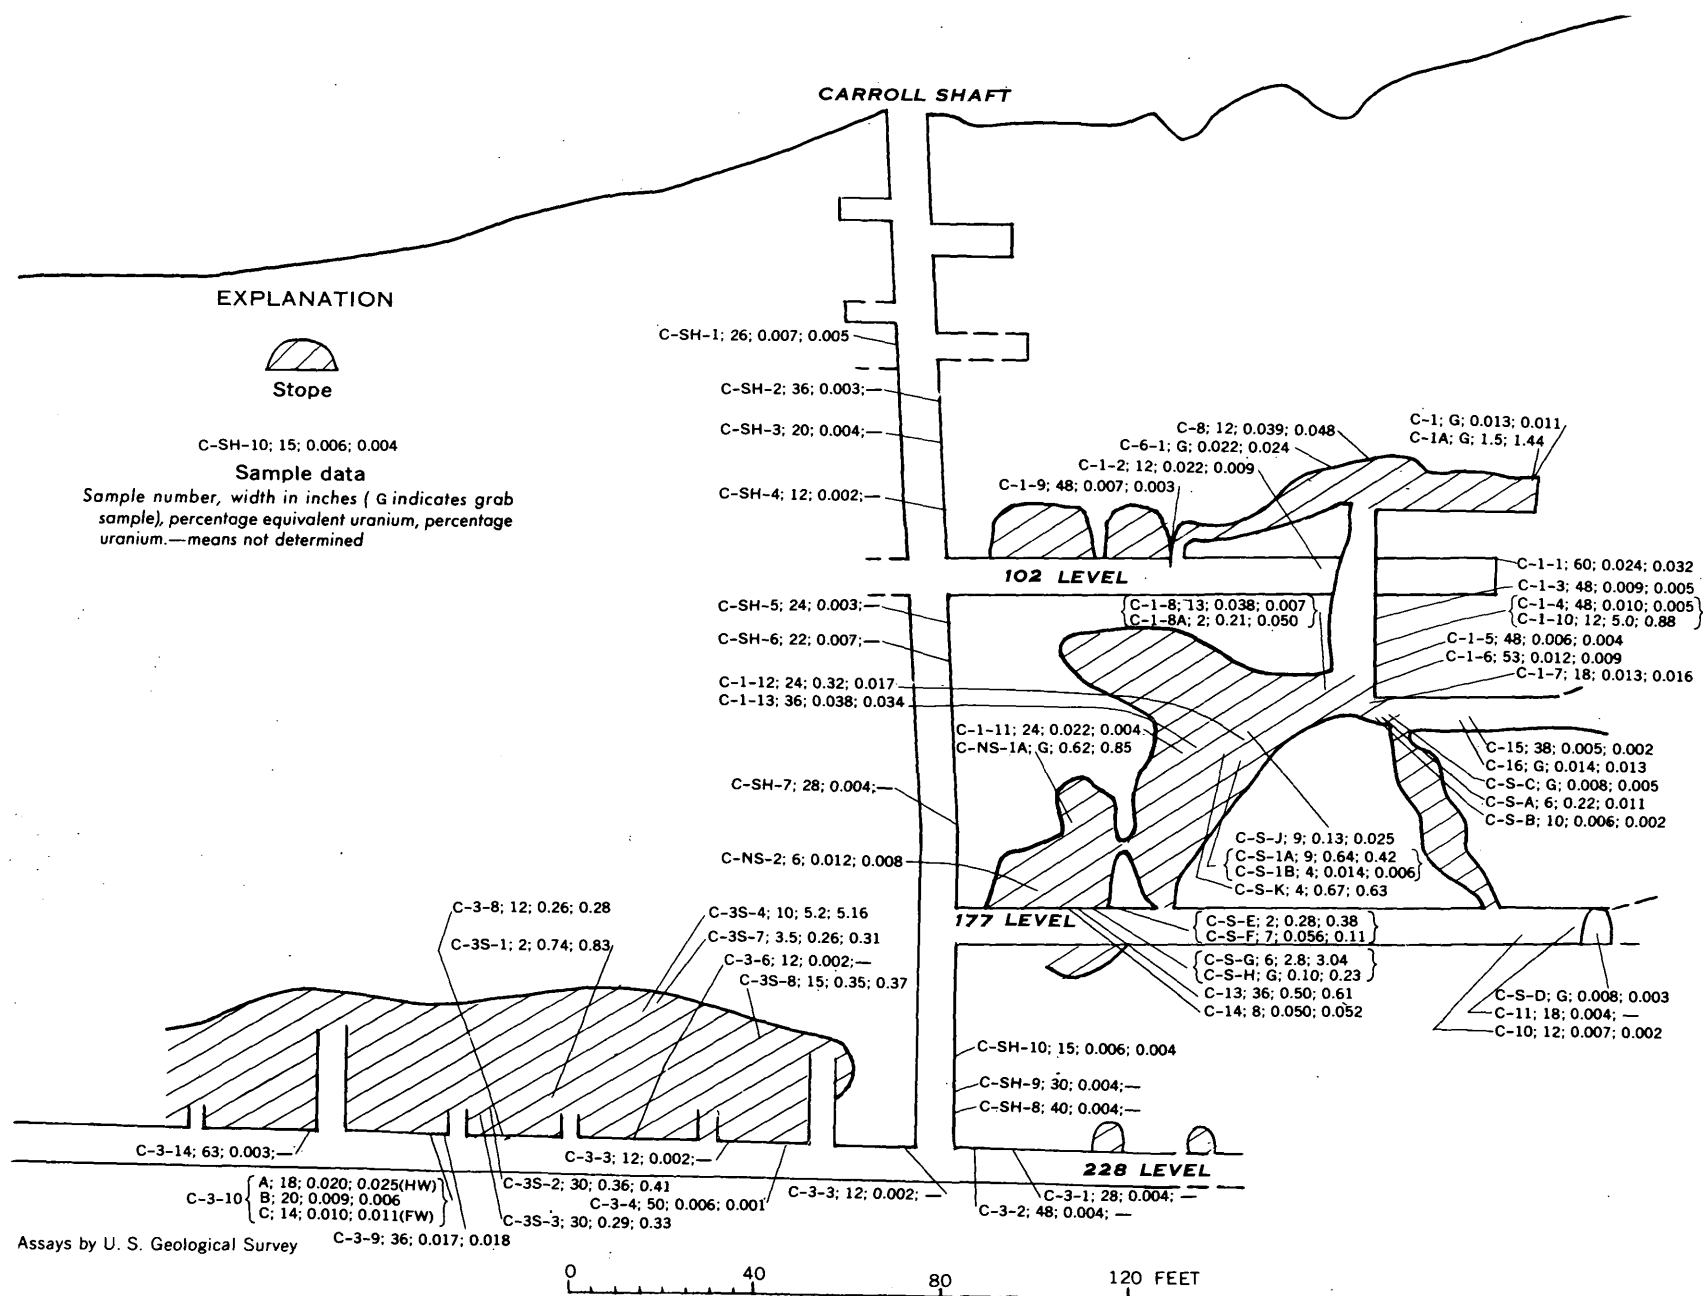 CARROLL SHAFT
EXPLANATION
Stope
C-SH-10; 15; 0.006; 0.004
Sample data
Sample number, width in inches ( G indicates grab
sample), percentage equivalent uranium, percentage
uranium.—means not determined
C-SH-1; 26; 0.007; 0.005
C-SH-2; 36; 0.003;—
C-SH-3; 20; 0.004;—
C-SH-4; 12; 0.002;—
C-8; 12; 0.039; 0.048
C-6-1; G; 0.022; 0.024
C-1-2; 12; 0.022; 0.009
C-1-9; 48; 0.007; 0.003
C-1; G; 0.013; 0.011
C-1A; G; 1.5; 1.44
102 LEVEL
C-SH-5; 24; 0.003;—
C-SH-6; 22; 0.007;—
C-1-8; 13; 0.038; 0.007
C-1-8A; 2; 0.21; 0.050
C-1-1; 60; 0.024; 0.032
C-1-3; 48; 0.009; 0.005
C-1-4; 48; 0.010; 0.005
C-1-10; 12; 5.0; 0.88
C-1-5; 48; 0.006; 0.004
C-1-6; 53; 0.012; 0.009
C-1-7; 18; 0.013; 0.016
C-1-12; 24; 0.32; 0.017
C-1-13; 36; 0.038; 0.034
C-1-11; 24; 0.022; 0.004
C-NS-1A; G; 0.62; 0.85
C-SH-7; 28; 0.004;—
C-NS-2; 6; 0.012; 0.008
C-15; 38; 0.005; 0.002
C-16; G; 0.014; 0.013
C-S-C; G; 0.008; 0.005
C-S-A; 6; 0.22; 0.011
C-S-B; 10; 0.006; 0.002
C-S-J; 9; 0.13; 0.025
C-S-1A; 9; 0.64; 0.42
C-S-1B; 4; 0.014; 0.006
C-S-K; 4; 0.67; 0.63
177 LEVEL
C-S-E; 2; 0.28; 0.38
C-S-F; 7; 0.056; 0.11
C-S-G; 6; 2.8; 3.04
C-S-H; G; 0.10; 0.23
C-13; 36; 0.50; 0.61
C-14; 8; 0.050; 0.052
C-S-D; G; 0.008; 0.003
C-11; 18; 0.004; —
C-10; 12; 0.007; 0.002
C-3-8; 12; 0.26; 0.28
C-3S-1; 2; 0.74; 0.83
C-3S-4; 10; 5.2; 5.16
C-3S-7; 3.5; 0.26; 0.31
C-3-6; 12; 0.002;—
C-3S-8; 15; 0.35; 0.37
C-SH-10; 15; 0.006; 0.004
C-SH-9; 30; 0.004;—
C-SH-8; 40; 0.004;—
C-3-14; 63; 0.003;—
C-3-3; 12; 0.002;—
228 LEVEL
C-3-10
A; 18; 0.020; 0.025(HW)
B; 20; 0.009; 0.006
C; 14; 0.010; 0.011(FW)
C-3-9; 36; 0.017; 0.018
C-3S-2; 30; 0.36; 0.41
C-3-4; 50; 0.006; 0.001
C-3S-3; 30; 0.29; 0.33
C-3-3; 12; 0.002; —
C-3-1; 28; 0.004; —
C-3-2; 48; 0.004; —
Assays by U. S. Geological Survey
0 40 80 120 FEET